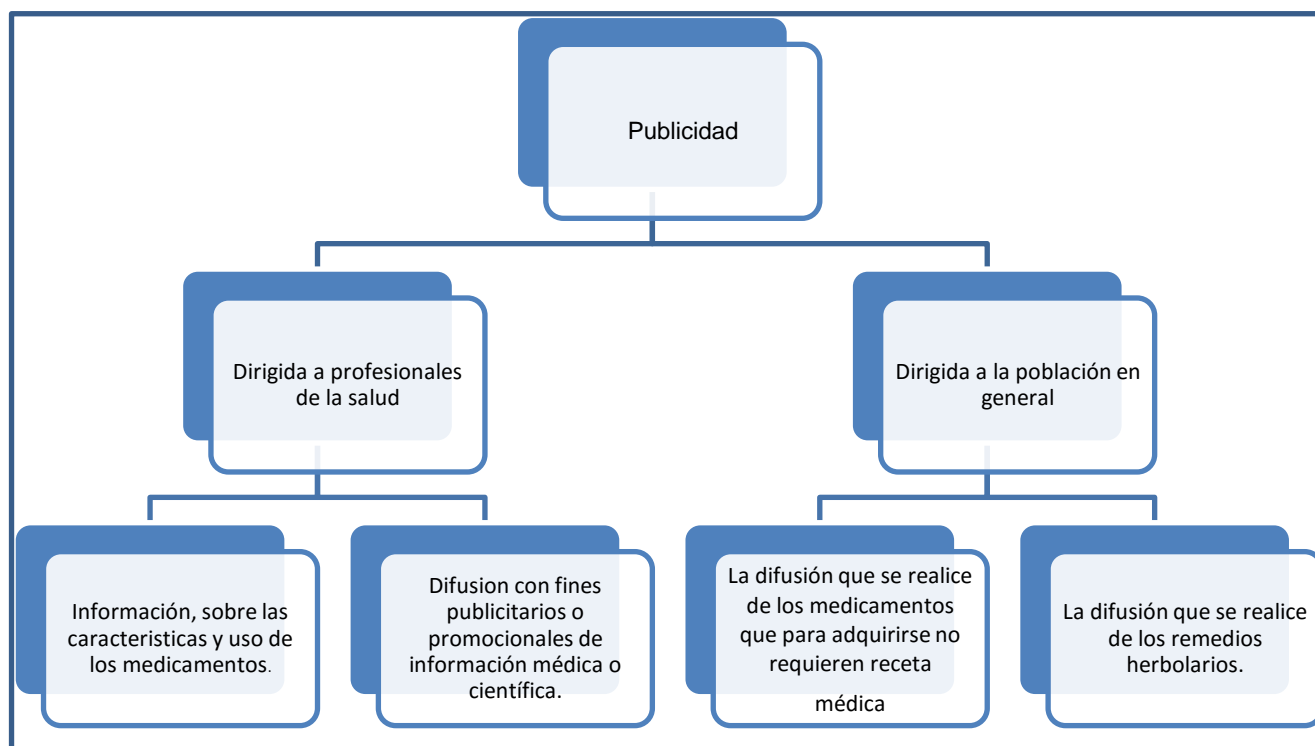 Publicidad
Dirigida a profesionales
de la salud
Dirigida a la población en
general
Información, sobre las
caracteristicas y uso de
los medicamentos.
Difusion con fines
publicitarios o
promocionales de
información médica o
científica.
La difusión que se realice
de los medicamentos
que para adquirirse no
requieren receta
médica
La difusión que se realice
de los remedios
herbolarios.